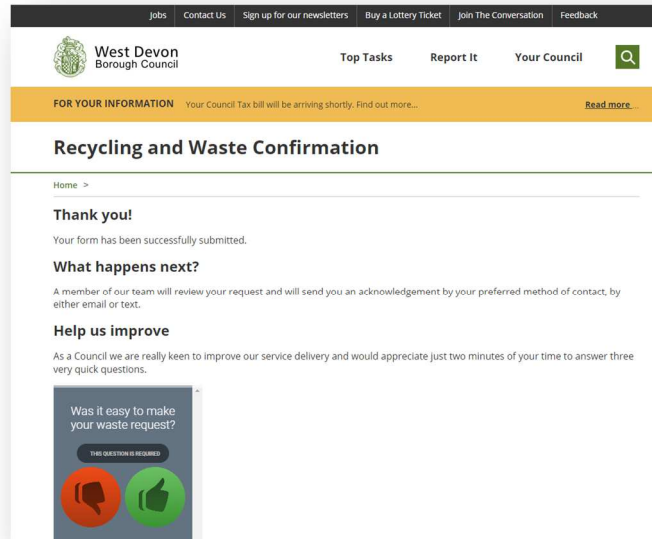 Jobs Contact Us Sign up for our newsletters Buy a Lottery Ticket Join The Conversation Feedback
West Devon
Borough Council
Top Tasks Report It Your Council
FOR YOUR INFORMATION Your Council Tax bill will be arriving shortly. Find out more... Read more...
Recycling and Waste Confirmation
Home >
Thank you!
Your form has been successfully submitted.
What happens next?
A member of our team will review your request and will send you an acknowledgement by your preferred method of contact, by
either email or text.
Help us improve
As a Council we are really keen to improve our service delivery and would appreciate just two minutes of your time to answer three
very quick questions.
Was it easy to make
your waste request?
THIS QUESTION IS REQUIRED